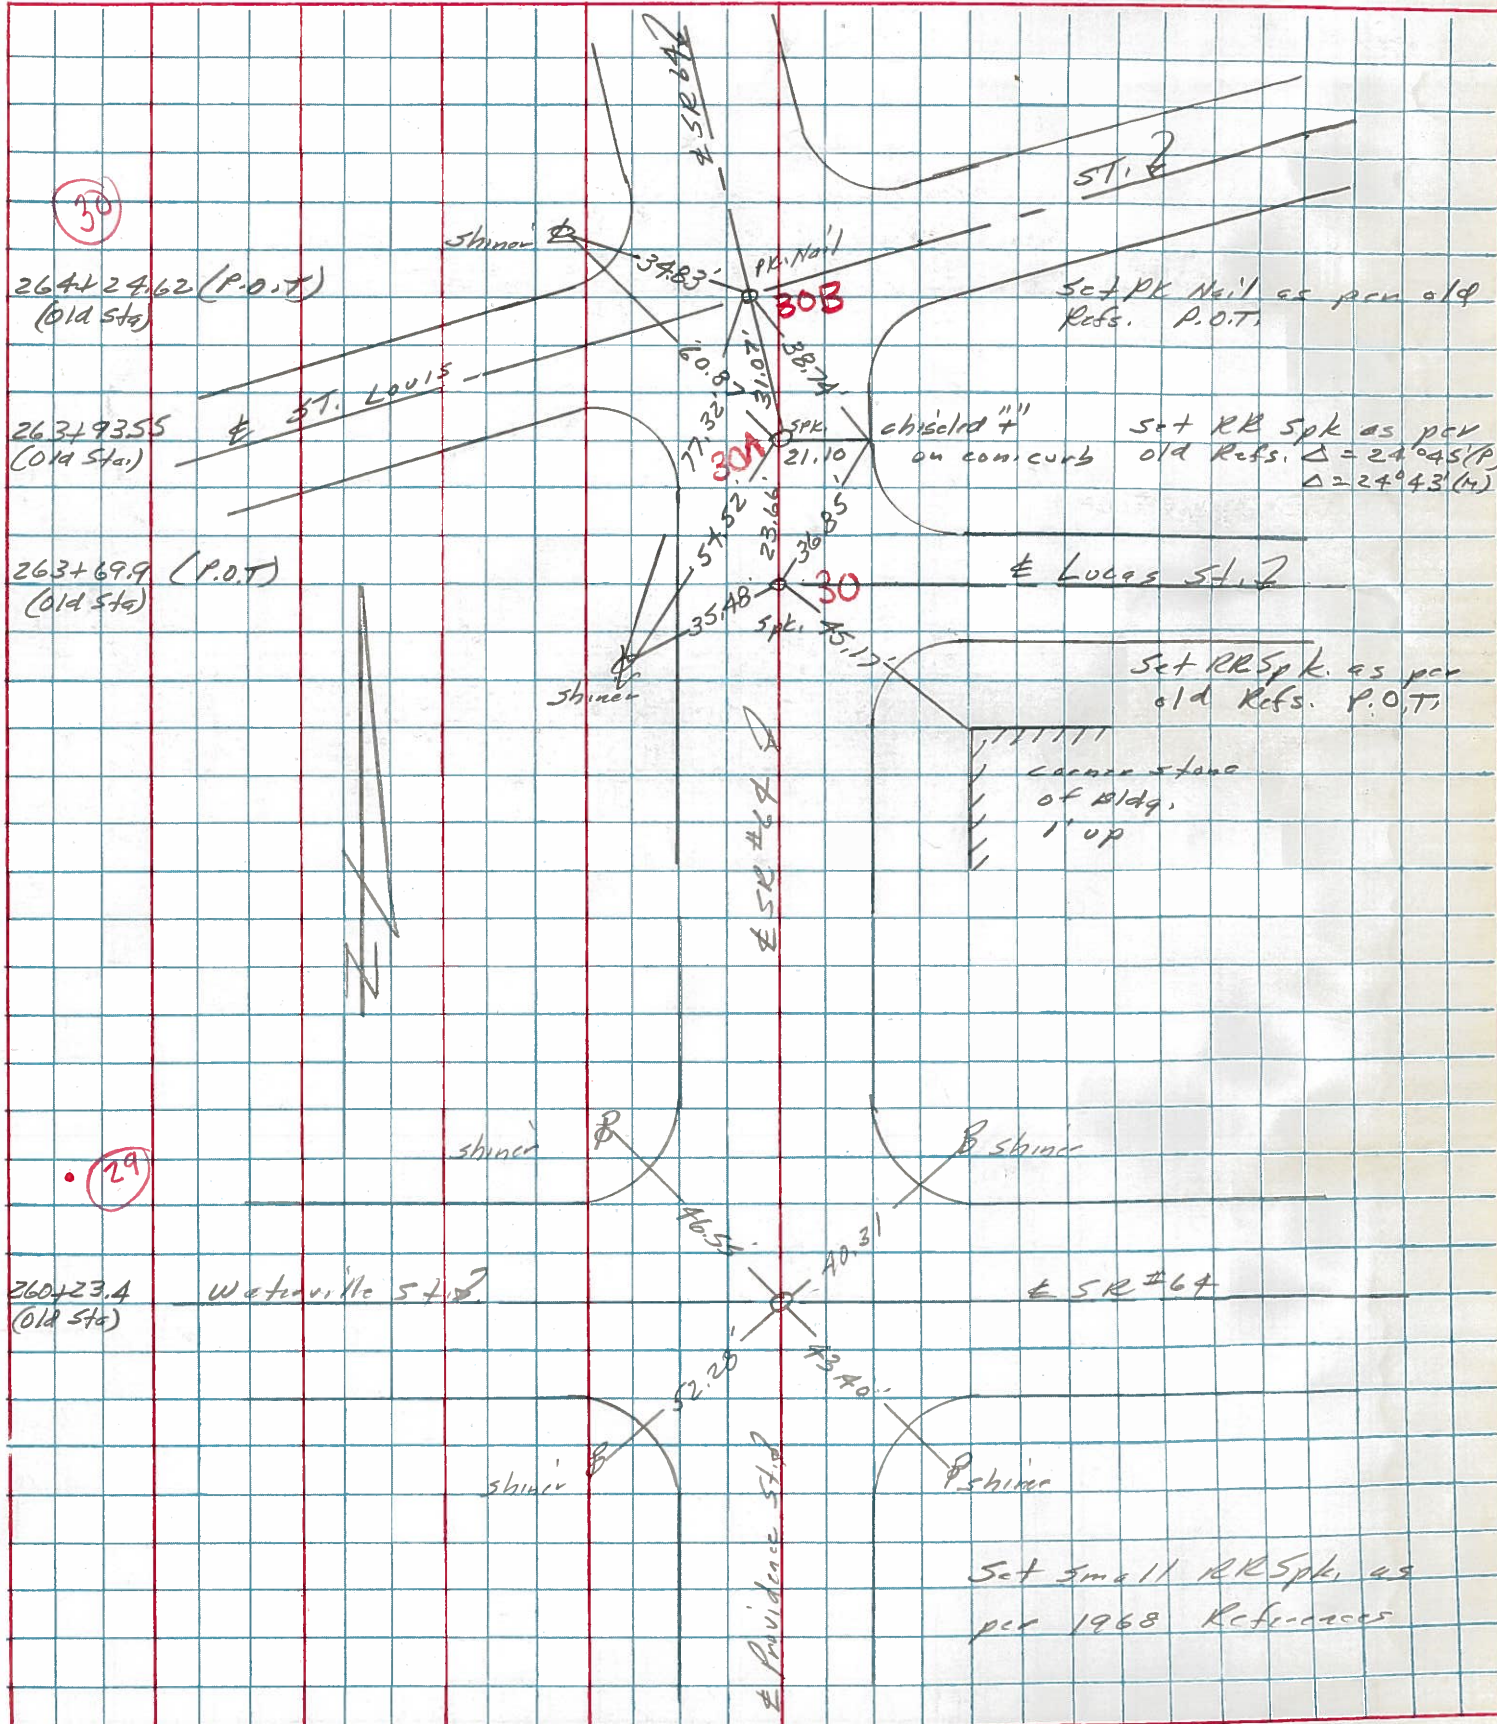 ℄ SR 64
ST. ℄
30
shiner
34.83'
PK. Nail
264+24.62 (P.O.T)
(Old Sta)
30B
Set PK Nail as per old
Refs. P.O.T.
60.87
31.07'
38.74'
℄ ST. LOUIS
77.32'
263+93.55
(Old Sta.)
30A
SPK.
21.10
chiseled "+"
on conc. curb
Set RR Spk as per
old Refs. Δ = 24°45'(P)
Δ = 24°43'(M)
54.52'
23.66'
36.85
263+69.9 (P.O.T)
(Old Sta)
℄ Lucas St.
30
35.48'
Spk.
45.17'
shiner
Set RR Spk. as per
old Refs. P.O.T.
corner stone
of Bldg.
1' up
℄ SR #64
N
29
shiner
shiner
46.55'
40.31
260+23.4
(Old Sta)
Waterville St.
℄ SR #64
52.28'
43.40'
shiner
shiner
℄ Providence St.
Set small RR Spk. as
per 1968 References